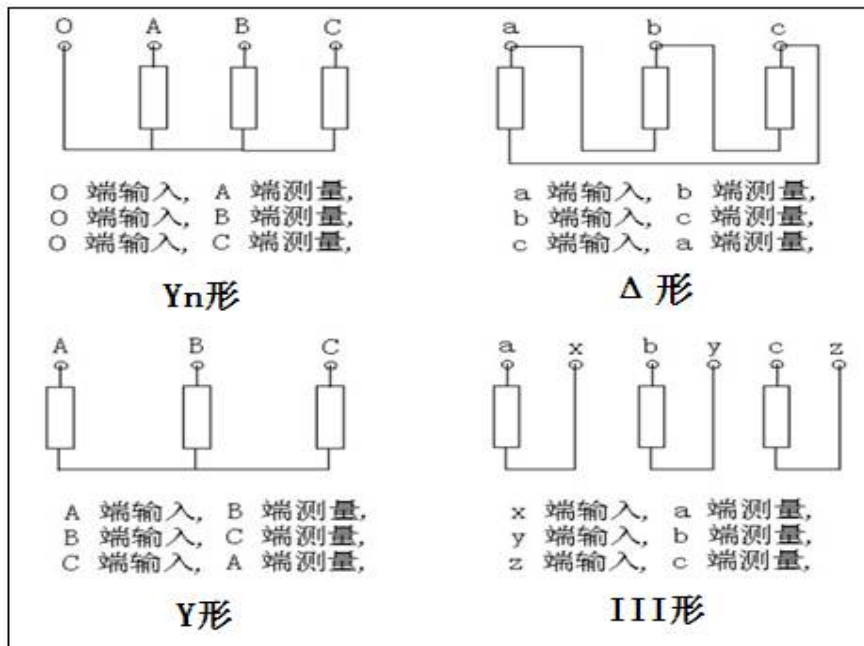 O A B C
O 端输入, A 端测量,
O 端输入, B 端测量,
O 端输入, C 端测量,
Yn形
a b c
a 端输入, b 端测量,
b 端输入, c 端测量,
c 端输入, a 端测量,
Δ 形
A B C
A 端输入, B 端测量,
B 端输入, C 端测量,
C 端输入, A 端测量,
Y形
a x b y c z
x 端输入, a 端测量,
y 端输入, b 端测量,
z 端输入, c 端测量,
III形